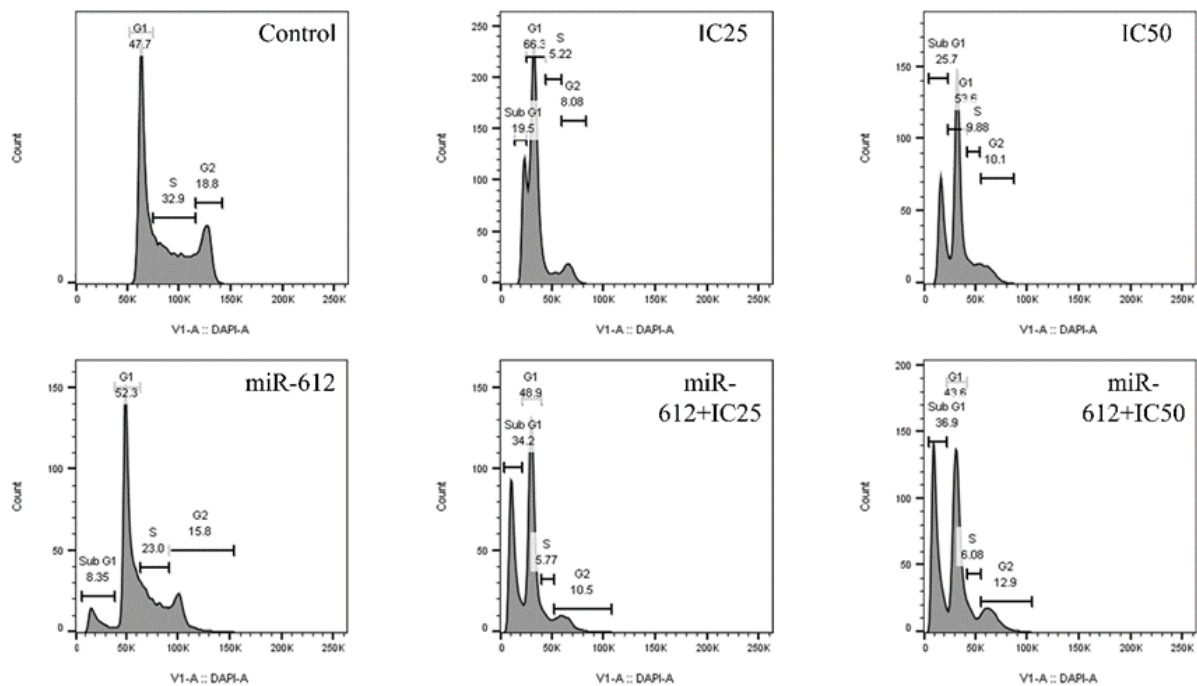 Control
G1
47.7
S
32.9
G2
18.8
Count
0
0
50K
100K
150K
200K
250K
V1-A :: DAPI-A
IC25
G1
66.3
S
5.22
G2
8.08
Sub G1
19.5
Count
250
200
150
100
50
0
0
50K
100K
150K
200K
250K
V1-A :: DAPI-A
IC50
Sub G1
25.7
G1
53.6
S
9.88
G2
10.1
Count
150
100
50
0
0
50K
100K
150K
200K
250K
V1-A :: DAPI-A
miR-612
G1
52.3
G2
15.8
S
23.0
Sub G1
8.35
Count
150
100
50
0
0
50K
100K
150K
200K
250K
V1-A :: DAPI-A
miR-
612+IC25
G1
48.9
Sub G1
34.2
S
5.77
G2
10.5
Count
150
100
50
0
0
50K
100K
150K
200K
250K
V1-A :: DAPI-A
miR-
612+IC50
G1
43.6
Sub G1
36.9
S
6.08
G2
12.9
Count
200
150
100
50
0
0
50K
100K
150K
200K
250K
V1-A :: DAPI-A